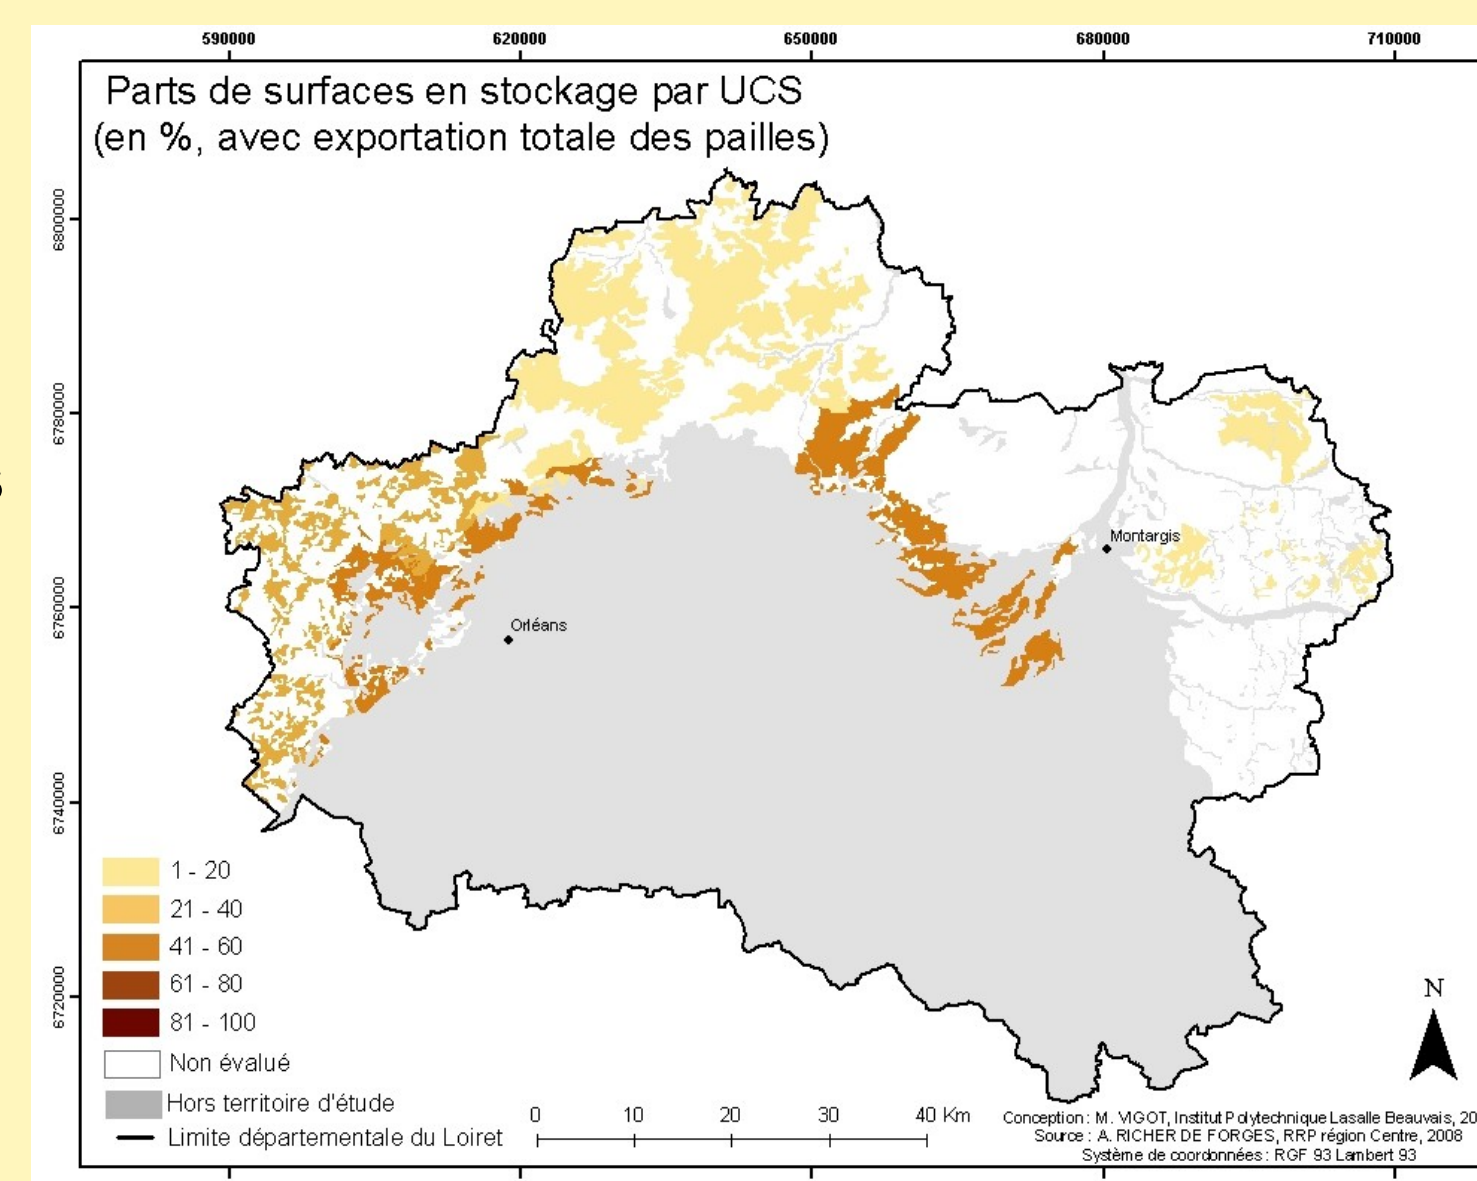 590000 620000 650000 680000 710000
Parts de surfaces en stockage par UCS
(en %, avec exportation totale des pailles)
6800000
6780000
6760000
6740000
6720000
Montargis
Orléans
1 - 20
21 - 40
41 - 60
61 - 80
81 - 100
Non évalué
Hors territoire d'étude
Limite départementale du Loiret
0 10 20 30 40 Km
N
Conception : M. VIGOT, Institut Polytechnique Lasalle Beauvais, 20
Source : A. RICHER DE FORGES, RRP région Centre, 2008
Système de coordonnées : RGF 93 Lambert 93